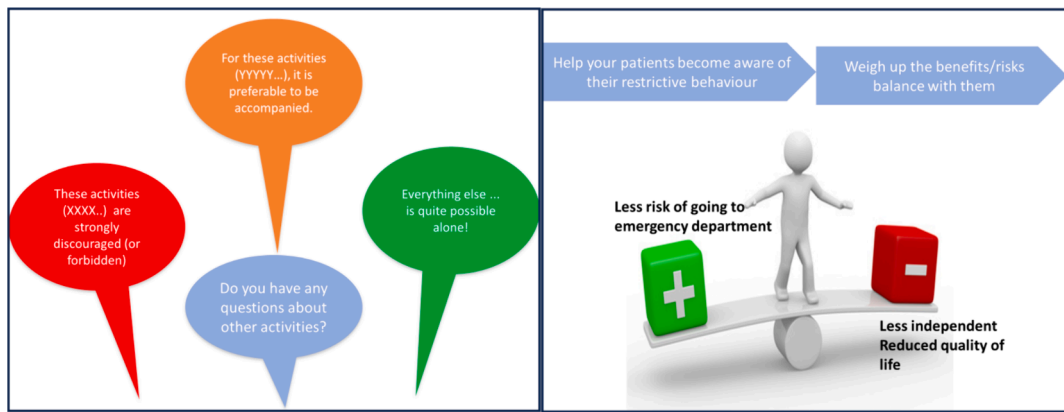 For these activities
(YYYYY...), it is
preferable to be
accompanied.
These activities
(XXXX..) are
strongly
discouraged (or
forbidden)
Everything else ...
is quite possible
alone!
Do you have any
questions about
other activities?
Help your patients become aware of
their restrictive behaviour
Weigh up the benefits/risks
balance with them
Less risk of going to
emergency department
Less independent
Reduced quality of
life